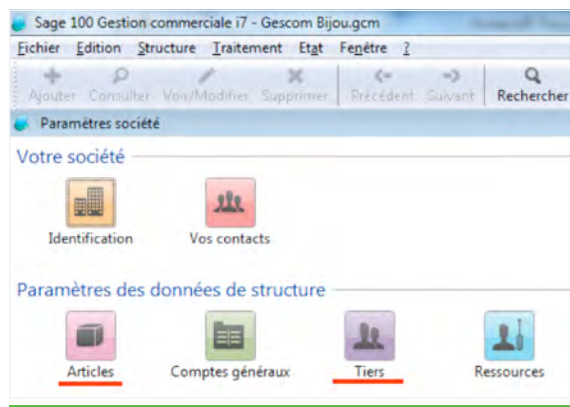 Sage 100 Gestion commerciale i7 - Gescom Bijou.gcm
Fichier Edition Structure Traitement Etat Fenêtre ?
Ajouter Consulter Voir/Modifier Supprimer Précédent Suivant Rechercher
Paramètres société
Votre société
Identification Vos contacts
Paramètres des données de structure
Articles Comptes généraux Tiers Ressources